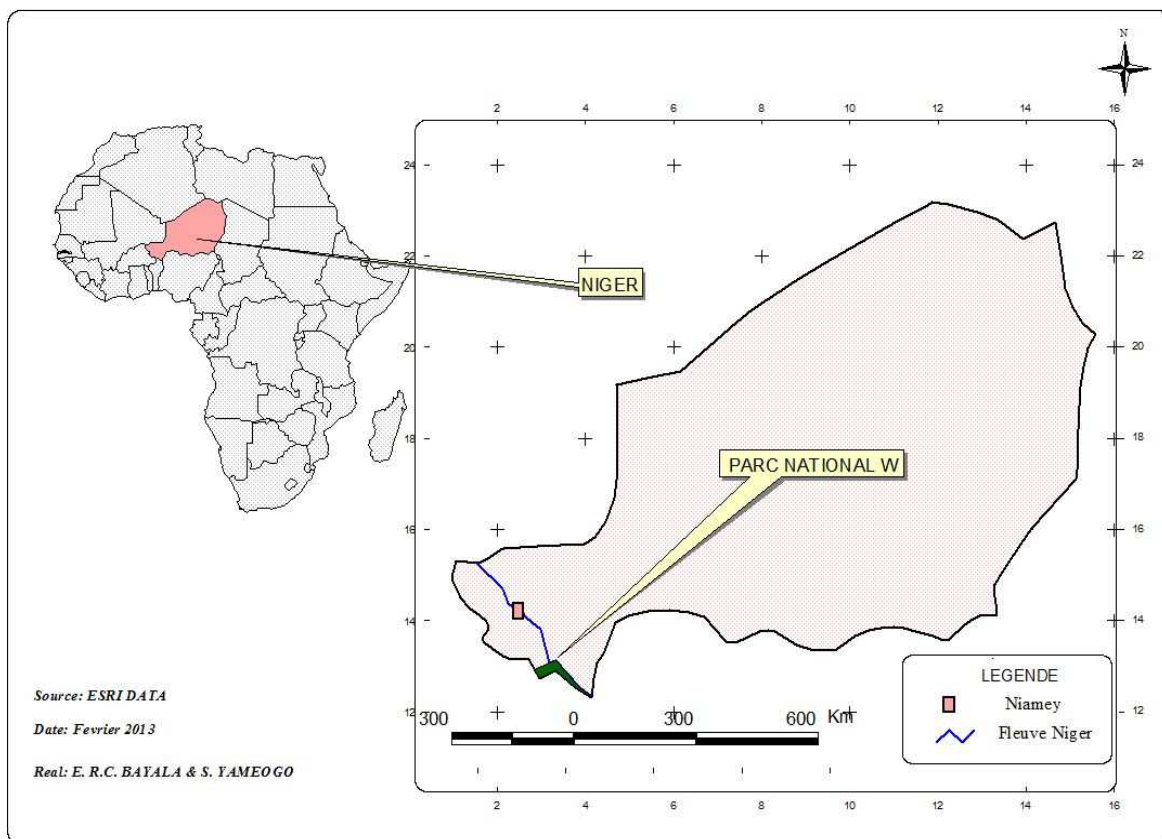 N
2 4 6 8 10 12 14 16
24 24
22 22
NIGER
20 20
18 18
PARC NATIONAL W
16 16
14 14
12 12
LEGENDE
Niamey
Fleuve Niger
300 0 300 600 Km
2 4 6 8 10 12 14 16
Source: ESRI DATA
Date: Fevrier 2013
Real: E. R.C. BAYALA & S. YAMEOGO